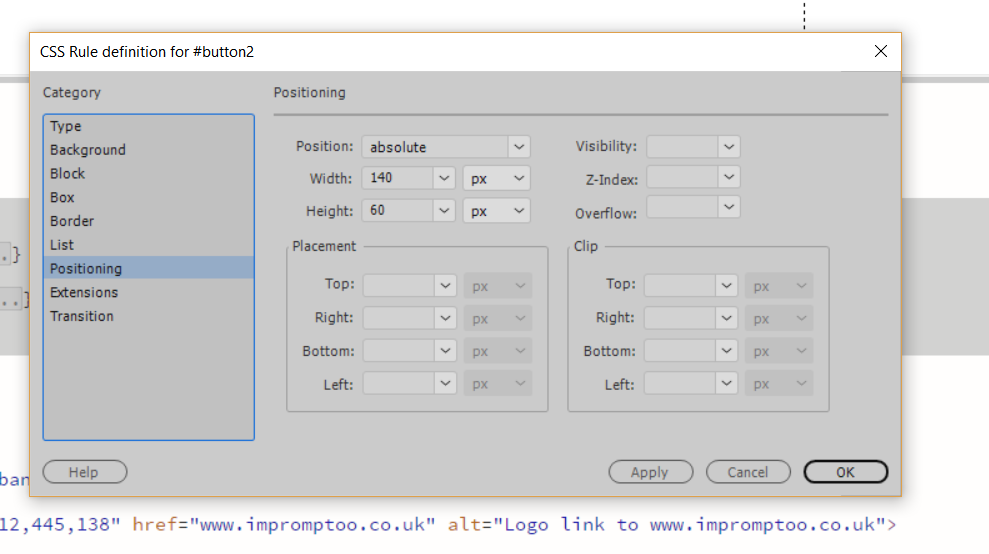 CSS Rule definition for #button2
Category
Type
Background
Block
Box
Border
List
Positioning
Extensions
Transition
Positioning
Position: absolute
Width: 140 px
Height: 60 px
Visibility:
Z-Index:
Overflow:
Placement
Top: px
Right: px
Bottom: px
Left: px
Clip
Top: px
Right: px
Bottom: px
Left: px
.}
..}
Help
Apply
Cancel
OK
ban
12,445,138" href="www.impromptoo.co.uk" alt="Logo link to www.impromptoo.co.uk">